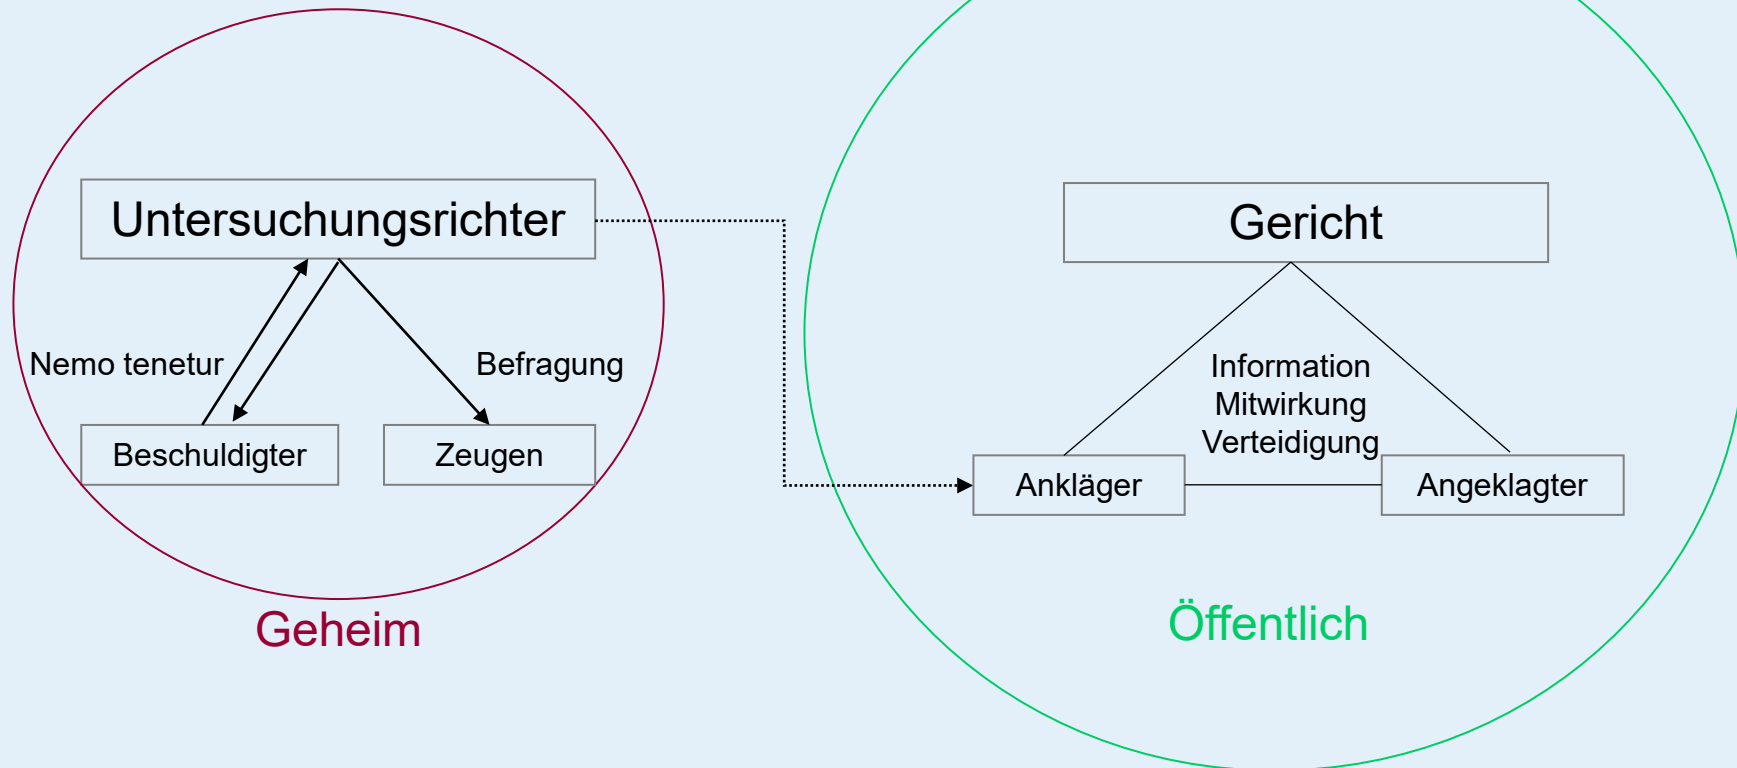 Untersuchungsrichter
Nemo tenetur
Befragung
Beschuldigter
Zeugen
Geheim
Gericht
Information
Mitwirkung
Verteidigung
Ankläger
Angeklagter
Öffentlich